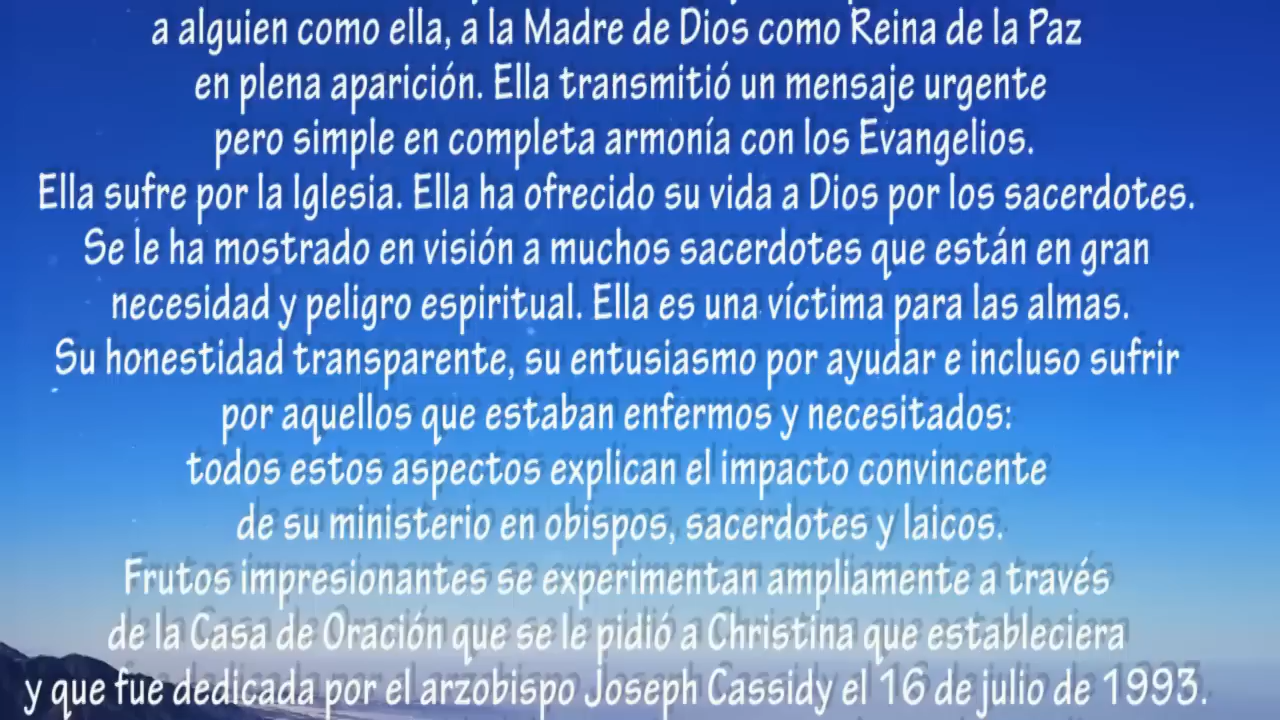 a alguien como ella, a la Madre de Dios como Reina de la Paz
en plena aparición. Ella transmitió un mensaje urgente
pero simple en completa armonía con los Evangelios.
Ella sufre por la Iglesia. Ella ha ofrecido su vida a Dios por los sacerdotes.
Se le ha mostrado en visión a muchos sacerdotes que están en gran
necesidad y peligro espiritual. Ella es una víctima para las almas.
Su honestidad transparente, su entusiasmo por ayudar e incluso sufrir
por aquellos que estaban enfermos y necesitados:
todos estos aspectos explican el impacto convincente
de su ministerio en obispos, sacerdotes y laicos.
Frutos impresionantes se experimentan ampliamente a través
de la Casa de Oración que se le pidió a Christina que estableciera
y que fue dedicada por el arzobispo Joseph Cassidy el 16 de julio de 1993.